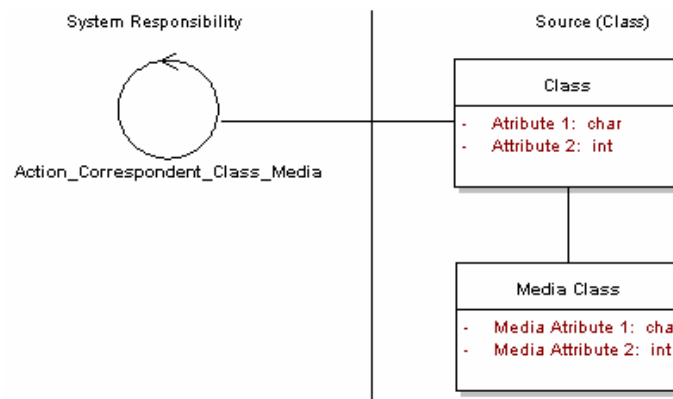 System Responsibility
Source (Class)
Class
- Atribute 1: char
- Attribute 2: int
Action_Correspondent_Class_Media
Media Class
- Media Atribute 1: cha
- Media Attribute 2: int